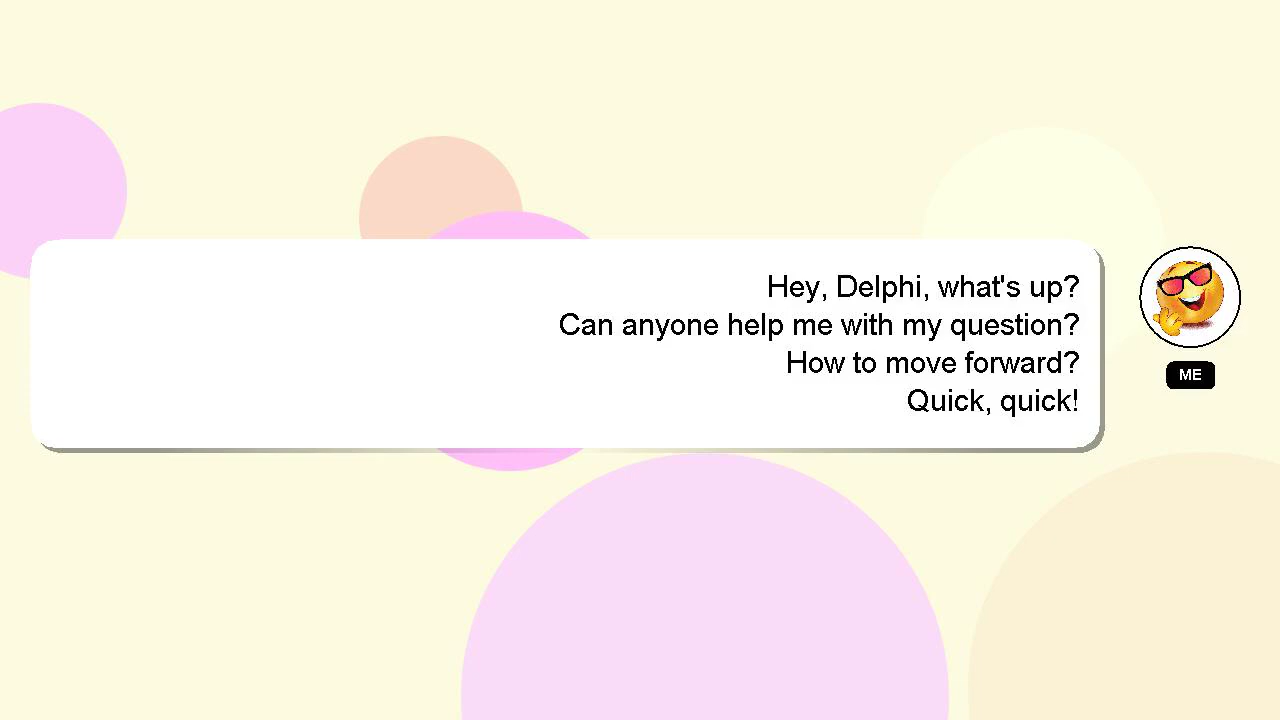 Hey, Delphi, what's up?
Can anyone help me with my question?
How to move forward?
Quick, quick!
ME